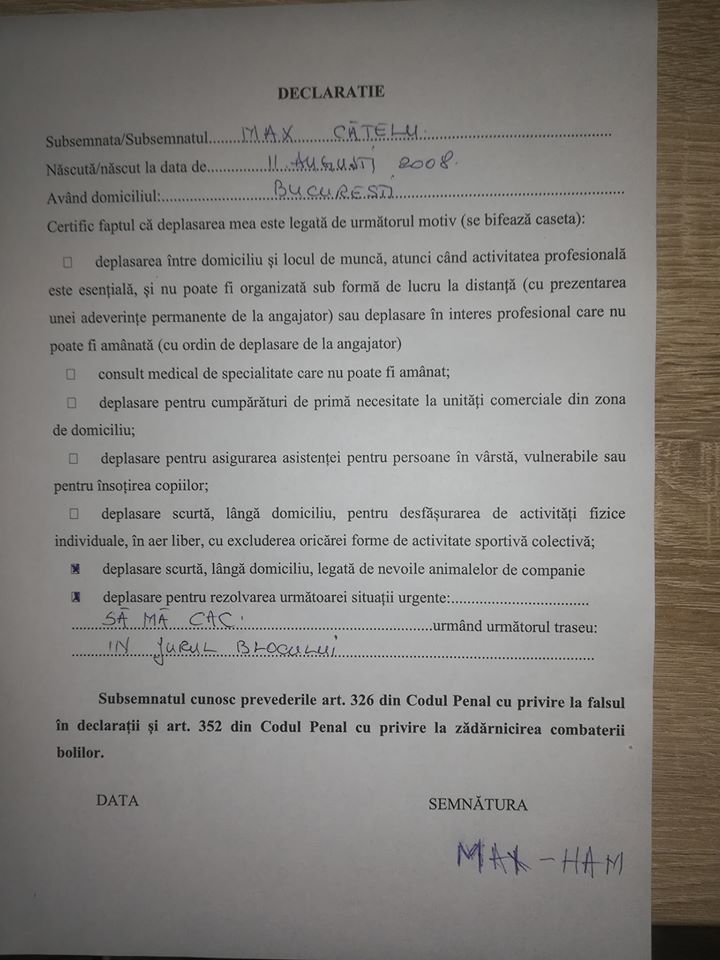 DECLARATIE
Subsemnata/Subsemnatul.......MAX CĂȚELU...............................
Născută/născut la data de.............11 AUGUST 2008.
Având domiciliul:....................BUCURESTI..............................................
Certific faptul că deplasarea mea este legată de următorul motiv (se bifează caseta):
☐ deplasarea între domiciliu și locul de muncă, atunci când activitatea profesională
este esențială, și nu poate fi organizată sub formă de lucru la distanță (cu prezentarea
unei adeverințe permanente de la angajator) sau deplasare în interes profesional care nu
poate fi amânată (cu ordin de deplasare de la angajator)
☐ consult medical de specialitate care nu poate fi amânat;
☐ deplasare pentru cumpărături de primă necesitate la unități comerciale din zona
de domiciliu;
☐ deplasare pentru asigurarea asistenței pentru persoane în vârstă, vulnerabile sau
pentru însoțirea copiilor;
☐ deplasare scurtă, lângă domiciliu, pentru desfășurarea de activități fizice
individuale, în aer liber, cu excluderea oricărei forme de activitate sportivă colectivă;
☒ deplasare scurtă, lângă domiciliu, legată de nevoile animalelor de companie
☒ deplasare pentru rezolvarea următoarei situații urgente:..............................
.......SĂ MĂ CAC..........................................urmând următorul traseu:
........IN JURUL BLOCULUI..................................................
Subsemnatul cunosc prevederile art. 326 din Codul Penal cu privire la falsul
în declarații și art. 352 din Codul Penal cu privire la zădărnicirea combaterii
bolilor.
DATA SEMNĂTURA
MAX - HAM